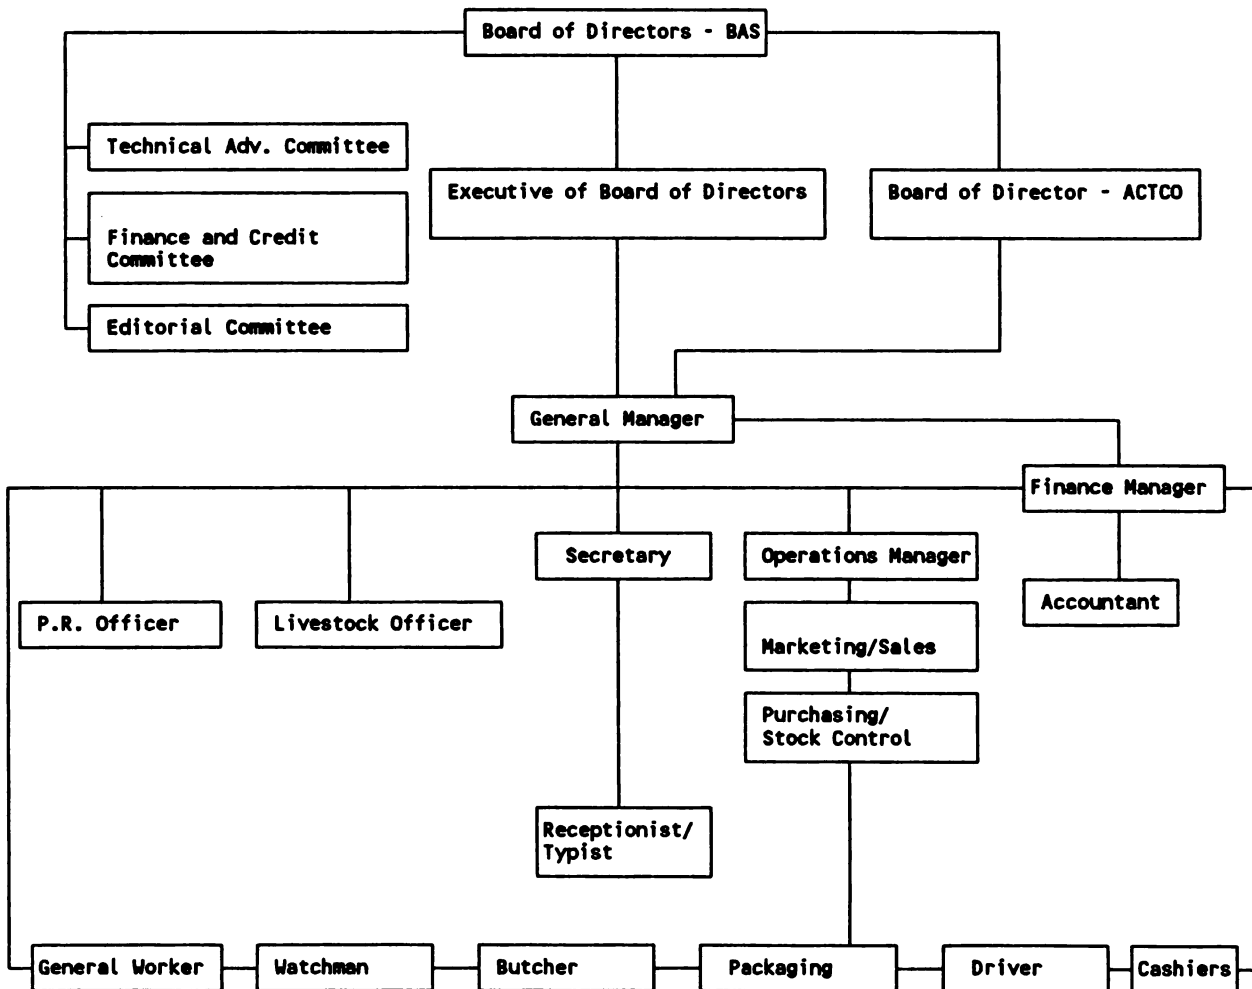 Board of Directors - BAS
Technical Adv. Committee
Executive of Board of Directors
Board of Director - ACTCO
Finance and Credit
Committee
Editorial Committee
General Manager
Finance Manager
Secretary
Operations Manager
Accountant
P.R. Officer
Livestock Officer
Marketing/Sales
Purchasing/
Stock Control
Receptionist/
Typist
General Worker
Watchman
Butcher
Packaging
Driver
Cashiers